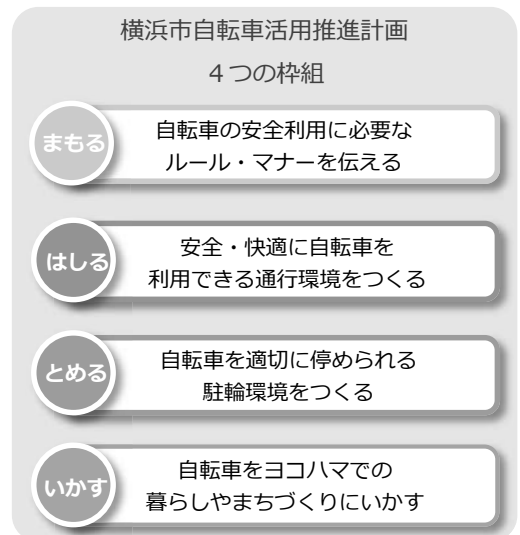 横浜市自転車活用推進計画
４つの枠組
まもる
自転車の安全利用に必要な
ルール・マナーを伝える
はしる
安全・快適に自転車を
利用できる通行環境をつくる
とめる
自転車を適切に停められる
駐輪環境をつくる
いかす
自転車をヨコハマでの
暮らしやまちづくりにいかす